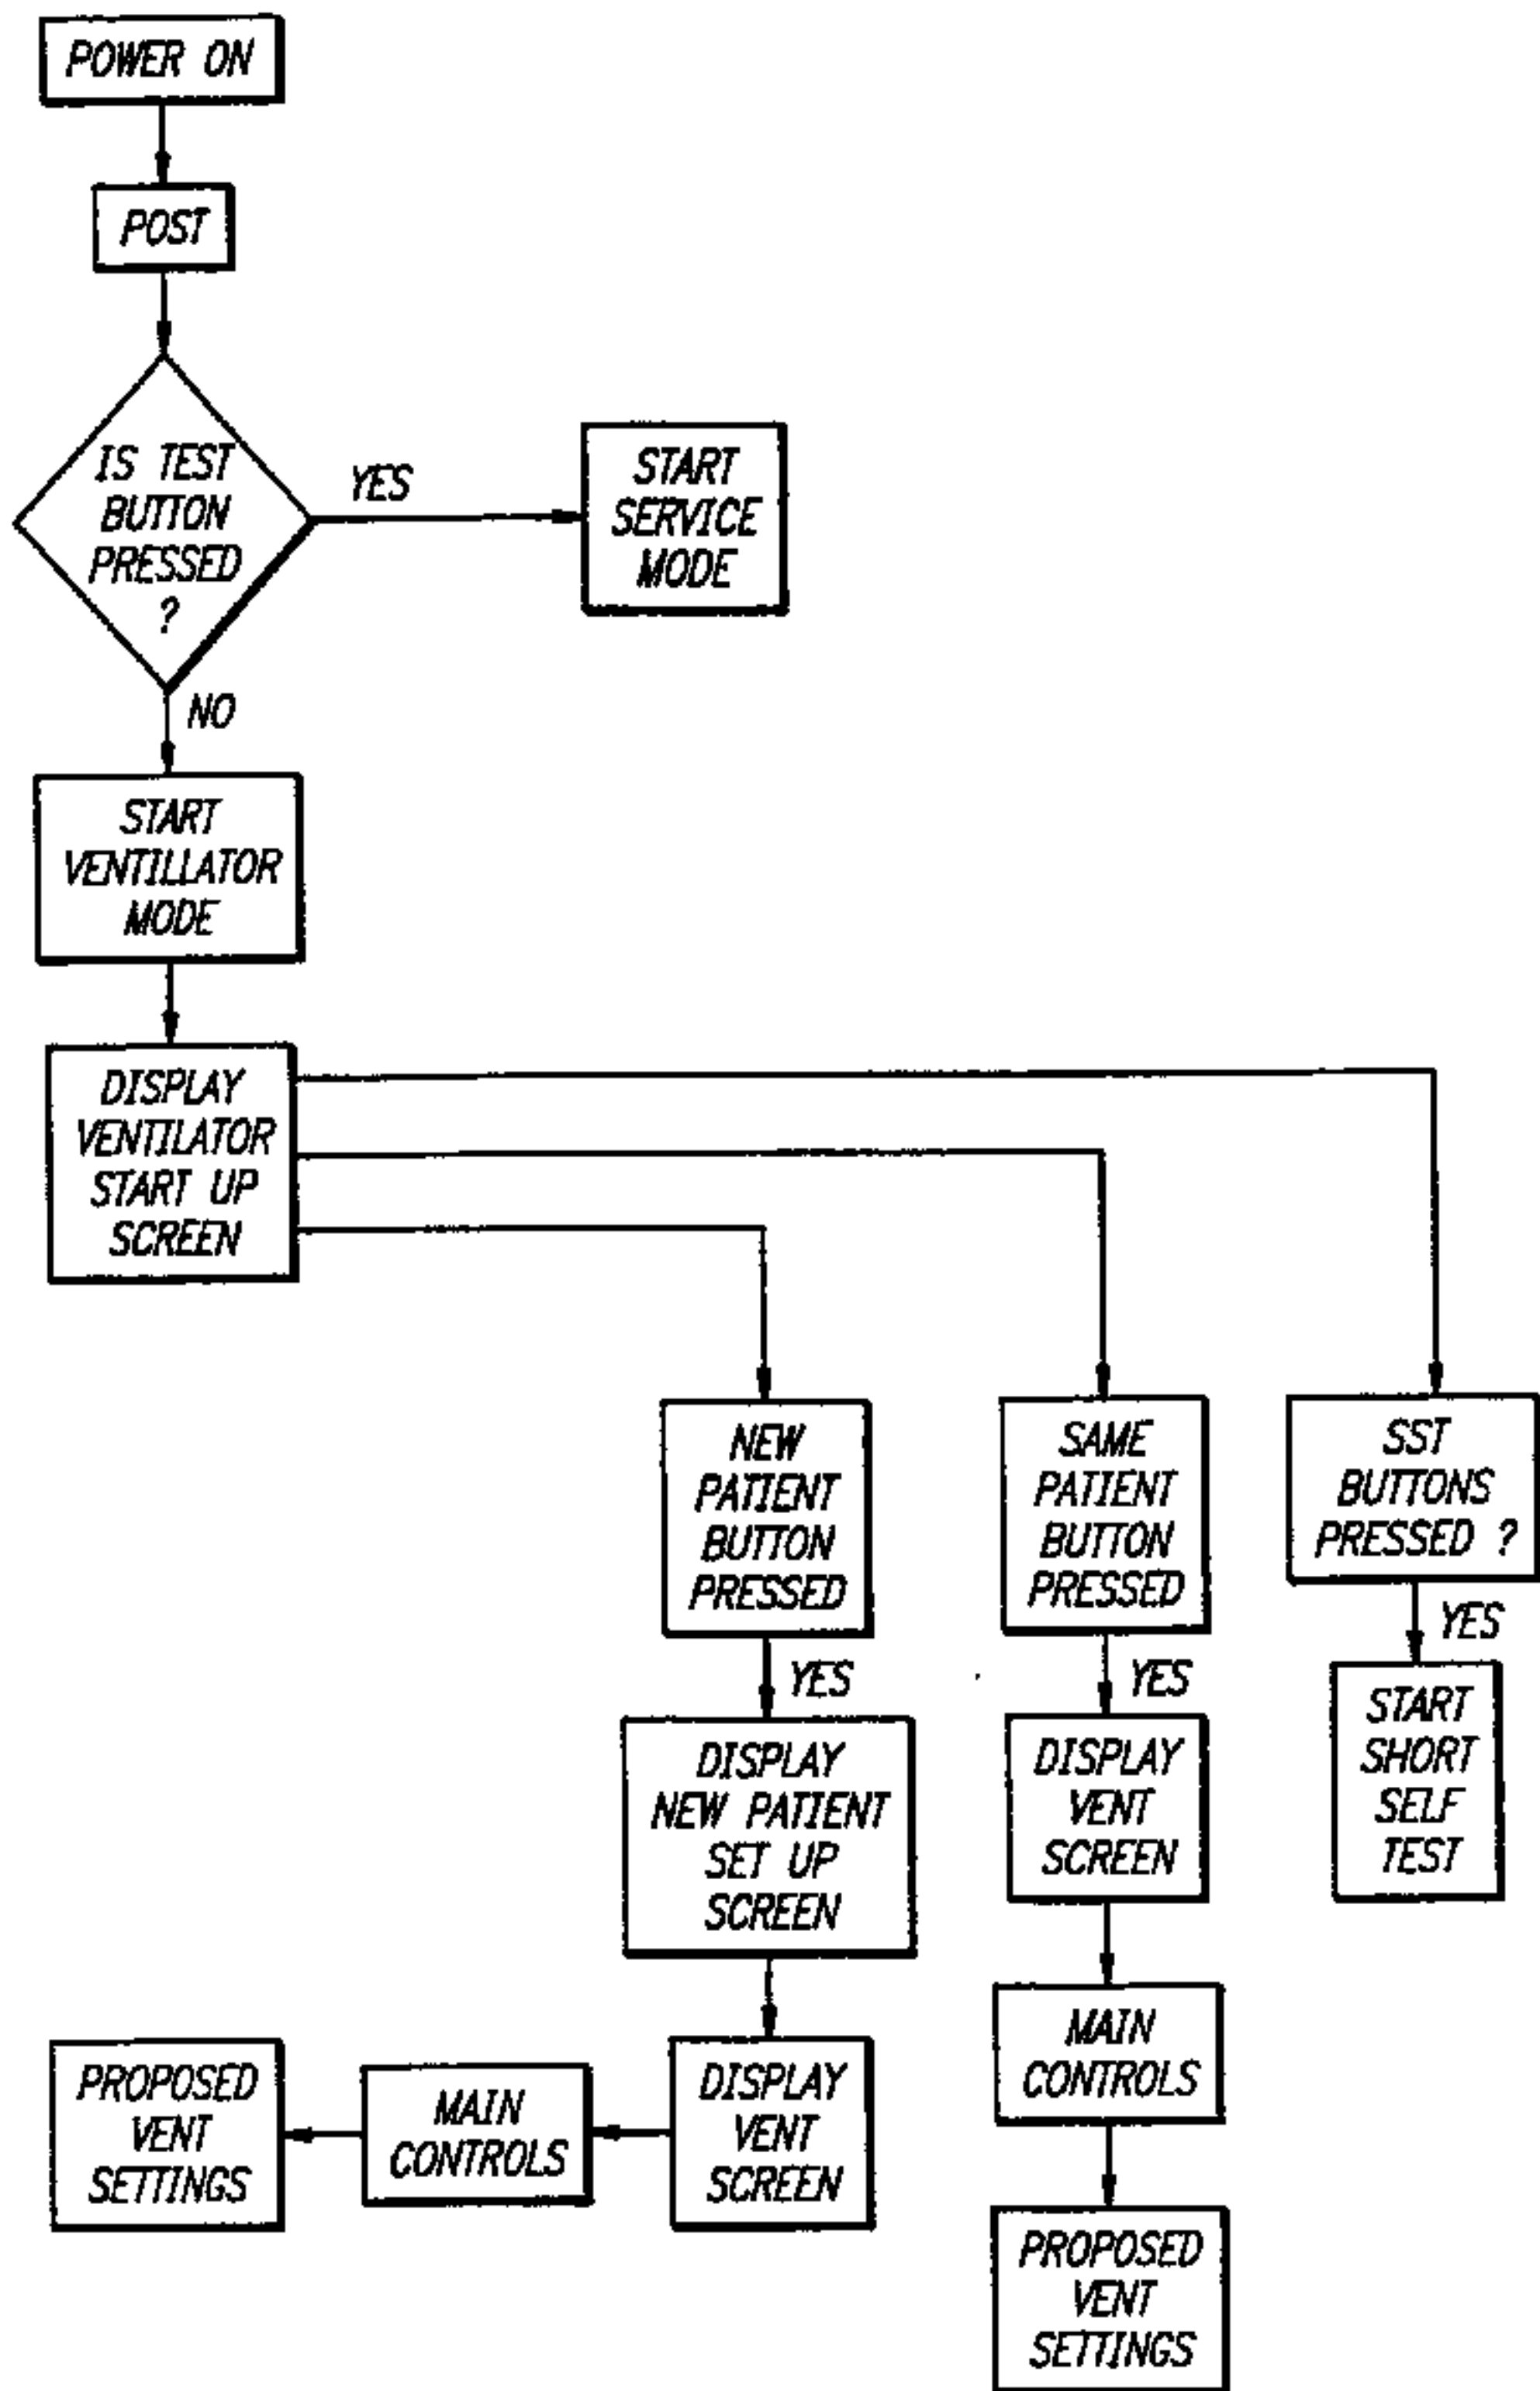 POWER ON
POST
IS TEST
BUTTON
PRESSED
?
YES
START
SERVICE
MODE
NO
START
VENTILLATOR
MODE
DISPLAY
VENTILATOR
START UP
SCREEN
NEW
PATIENT
BUTTON
PRESSED
YES
DISPLAY
NEW PATIENT
SET UP
SCREEN
DISPLAY
VENT
SCREEN
MAIN
CONTROLS
PROPOSED
VENT
SETTINGS
SAME
PATIENT
BUTTON
PRESSED
YES
DISPLAY
VENT
SCREEN
MAIN
CONTROLS
PROPOSED
VENT
SETTINGS
SST
BUTTONS
PRESSED ?
YES
START
SHORT
SELF
TEST